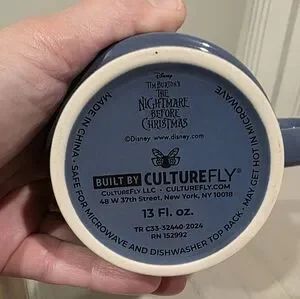 Disney
TIM BURTON'S
THE
NIGHTMARE
BEFORE
CHRISTMAS
©Disney www.disney.com
MADE IN CHINA • SAFE FOR MICROWAVE AND DISHWASHER TOP RACK • MAY GET HOT IN MICROWAVE
BUILT BY CULTUREFLY®
CULTUREFLY LLC • CULTUREFLY.COM
48 W 37th Street, New York, NY 10018
13 Fl. oz.
TR C33-32440-2024
RN 152992